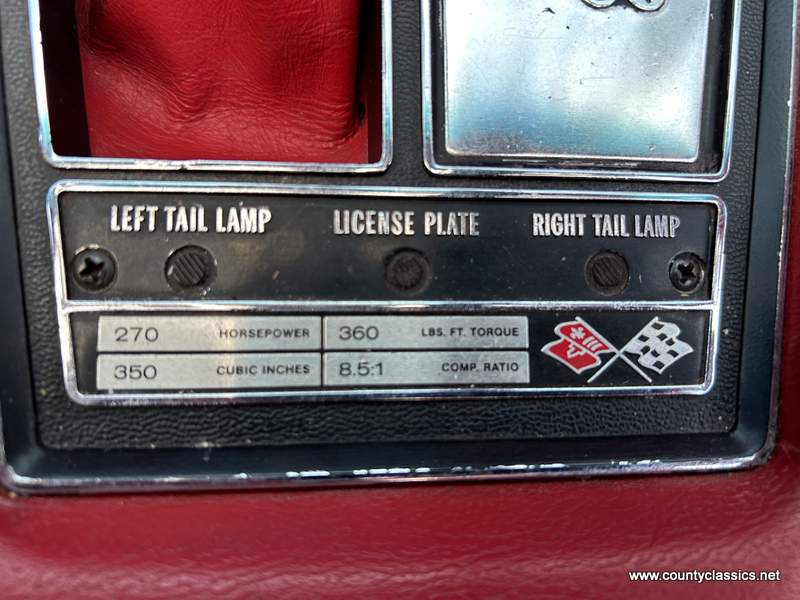 LEFT TAIL LAMP LICENSE PLATE RIGHT TAIL LAMP
270 HORSEPOWER 360 LBS. FT. TORQUE
350 CUBIC INCHES 8.5:1 COMP. RATIO
www.countyclassics.net